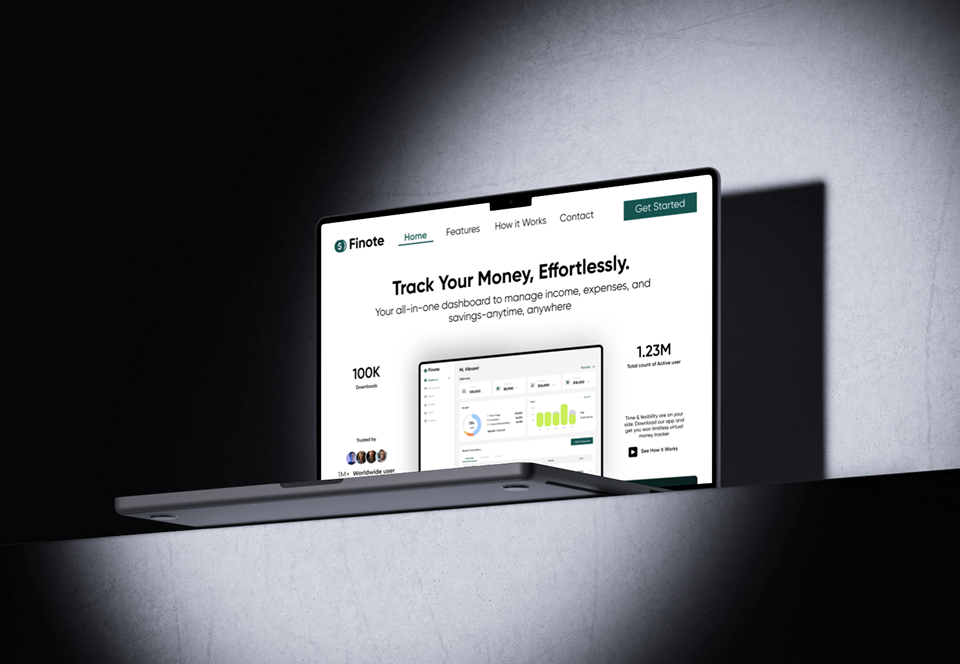 Finote
Home
Features
How it Works
Contact
Get Started
Track Your Money, Effortlessly.
Your all-in-one dashboard to manage income, expenses, and
savings-anytime, anywhere
100K
Downloads
1.23M
Total count of Active user
Finote
Hi, Vikram!
Time & flexibility are on your
side. Download our app and
get you won limitless virtual
money tracker
See How it Works
Trusted by
1M+ Worldwide user